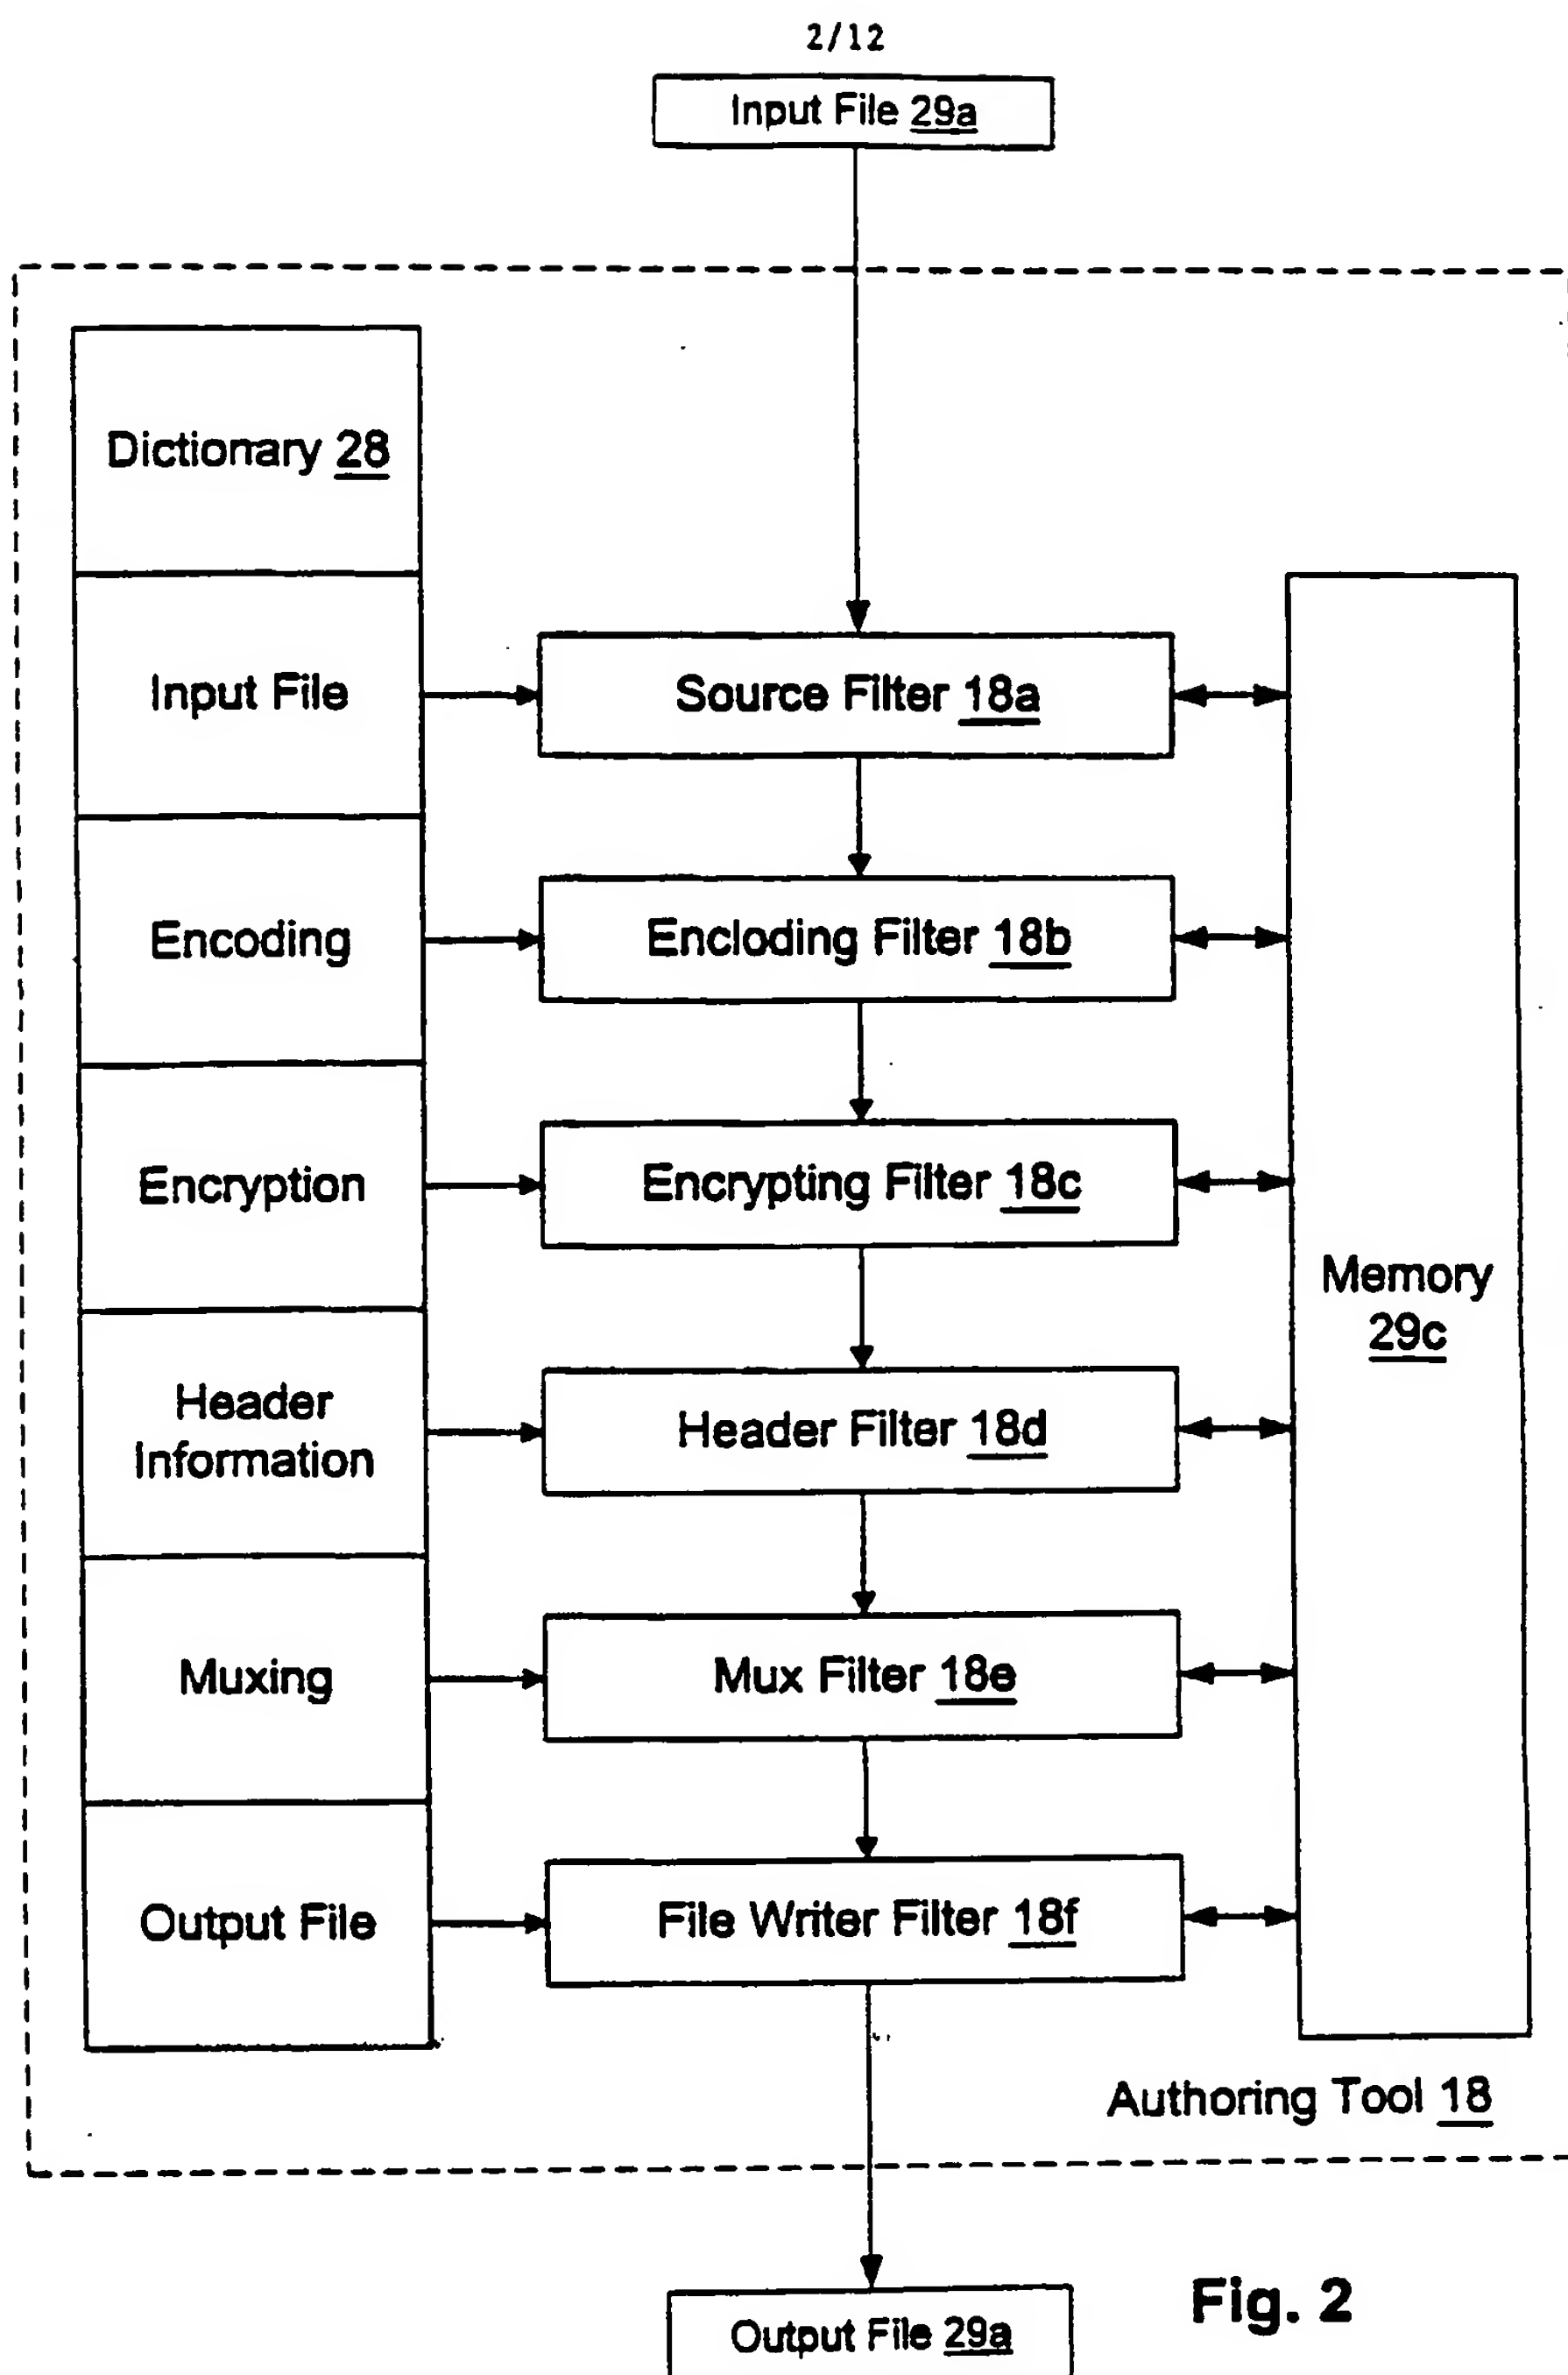 2/12
Input File 29a
Dictionary 28
Input File
Source Filter 18a
Encoding
Encloding Filter 18b
Encryption
Encrypting Filter 18c
Memory
29c
Header
Information
Header Filter 18d
Muxing
Mux Filter 18e
Output File
File Writer Filter 18f
Authoring Tool 18
Output File 29a
Fig. 2